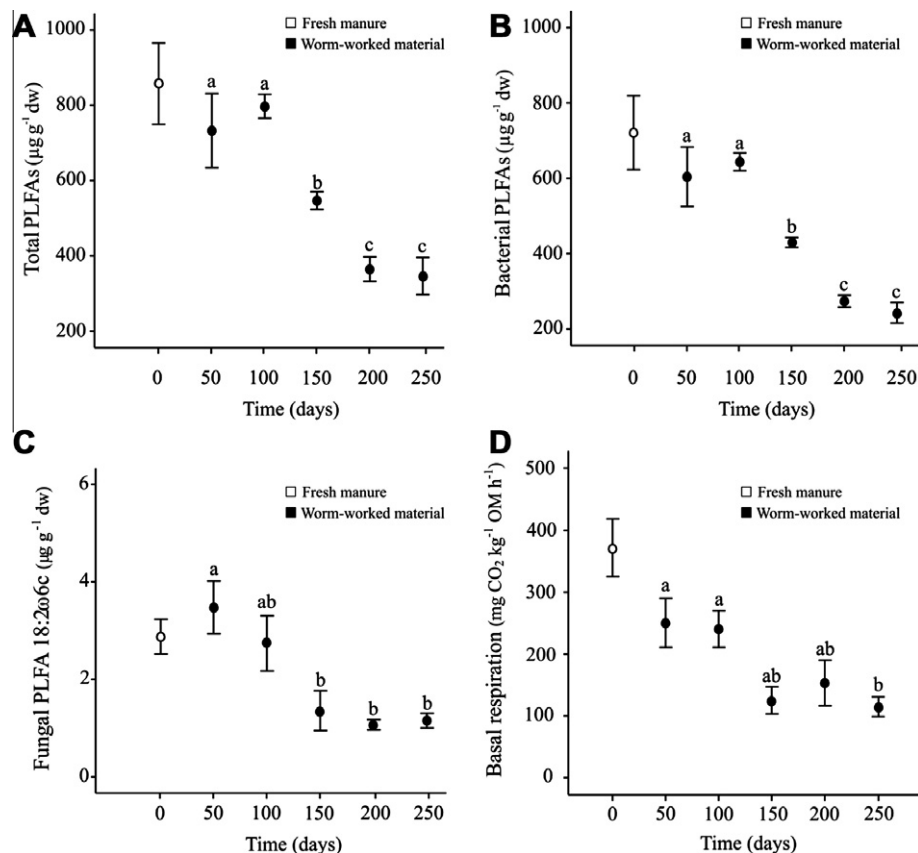 A
Fresh manure
Worm-worked material
1000
800
600
400
200
a
a
b
c
c
Total PLFAs (μg g⁻¹ dw)
0 50 100 150 200 250
Time (days)
B
Fresh manure
Worm-worked material
1000
800
600
400
200
a
a
b
c
c
Bacterial PLFAs (μg g⁻¹ dw)
0 50 100 150 200 250
Time (days)
C
Fresh manure
Worm-worked material
6
4
2
0
a
ab
b
b
b
Fungal PLFA 18:2ω6c (μg g⁻¹ dw)
0 50 100 150 200 250
Time (days)
D
Fresh manure
Worm-worked material
500
400
300
200
100
0
a
a
ab
ab
b
Basal respiration (mg CO₂ kg⁻¹ OM h⁻¹)
0 50 100 150 200 250
Time (days)